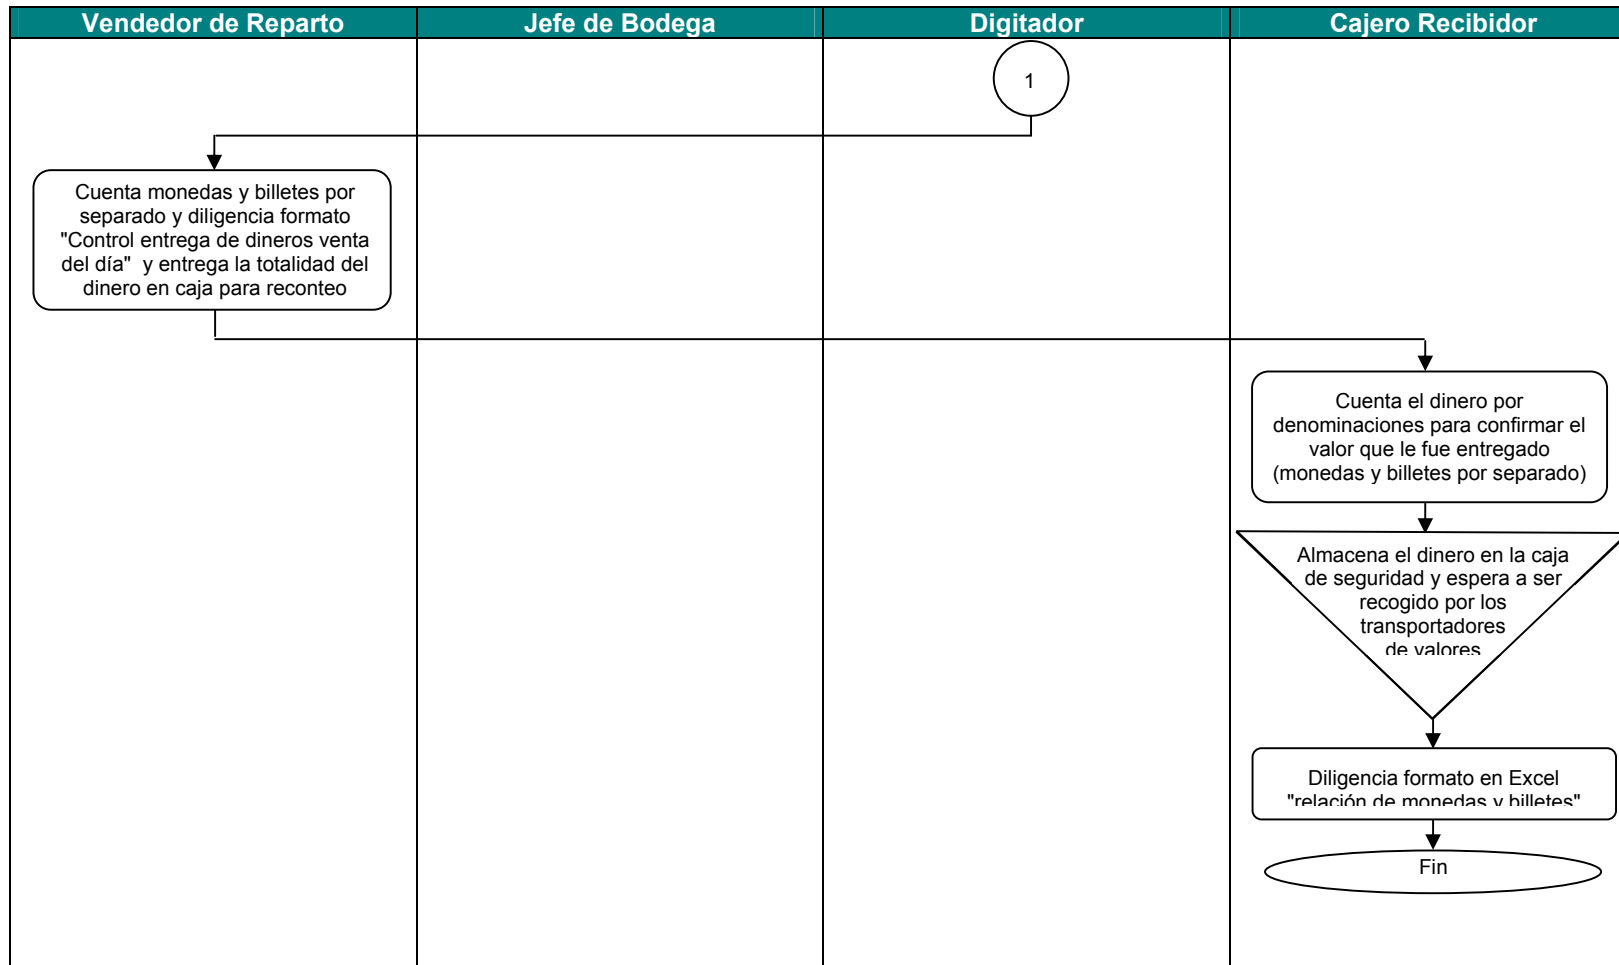 Vendedor de Reparto Jefe de Bodega Digitador Cajero Recibidor
1
Cuenta monedas y billetes por
separado y diligencia formato
"Control entrega de dineros venta
del día" y entrega la totalidad del
dinero en caja para reconteo
Cuenta el dinero por
denominaciones para confirmar el
valor que le fue entregado
(monedas y billetes por separado)
Almacena el dinero en la caja
de seguridad y espera a ser
recogido por los
transportadores
de valores
Diligencia formato en Excel
"relación de monedas y billetes"
Fin